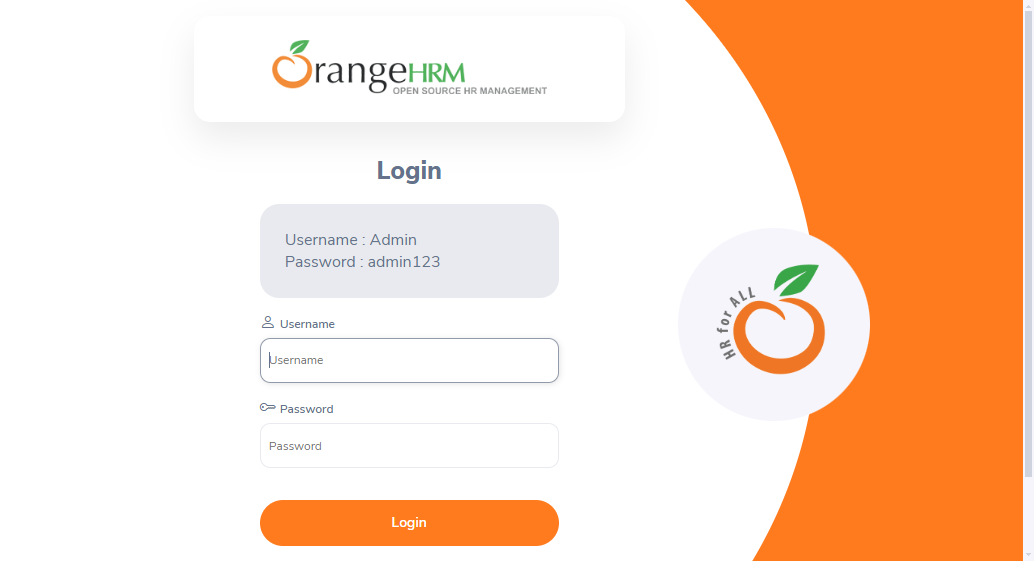 OrangeHRM
OPEN SOURCE HR MANAGEMENT
Login
Username : Admin
Password : admin123
Username
Username
Password
Password
Login
HR for ALL